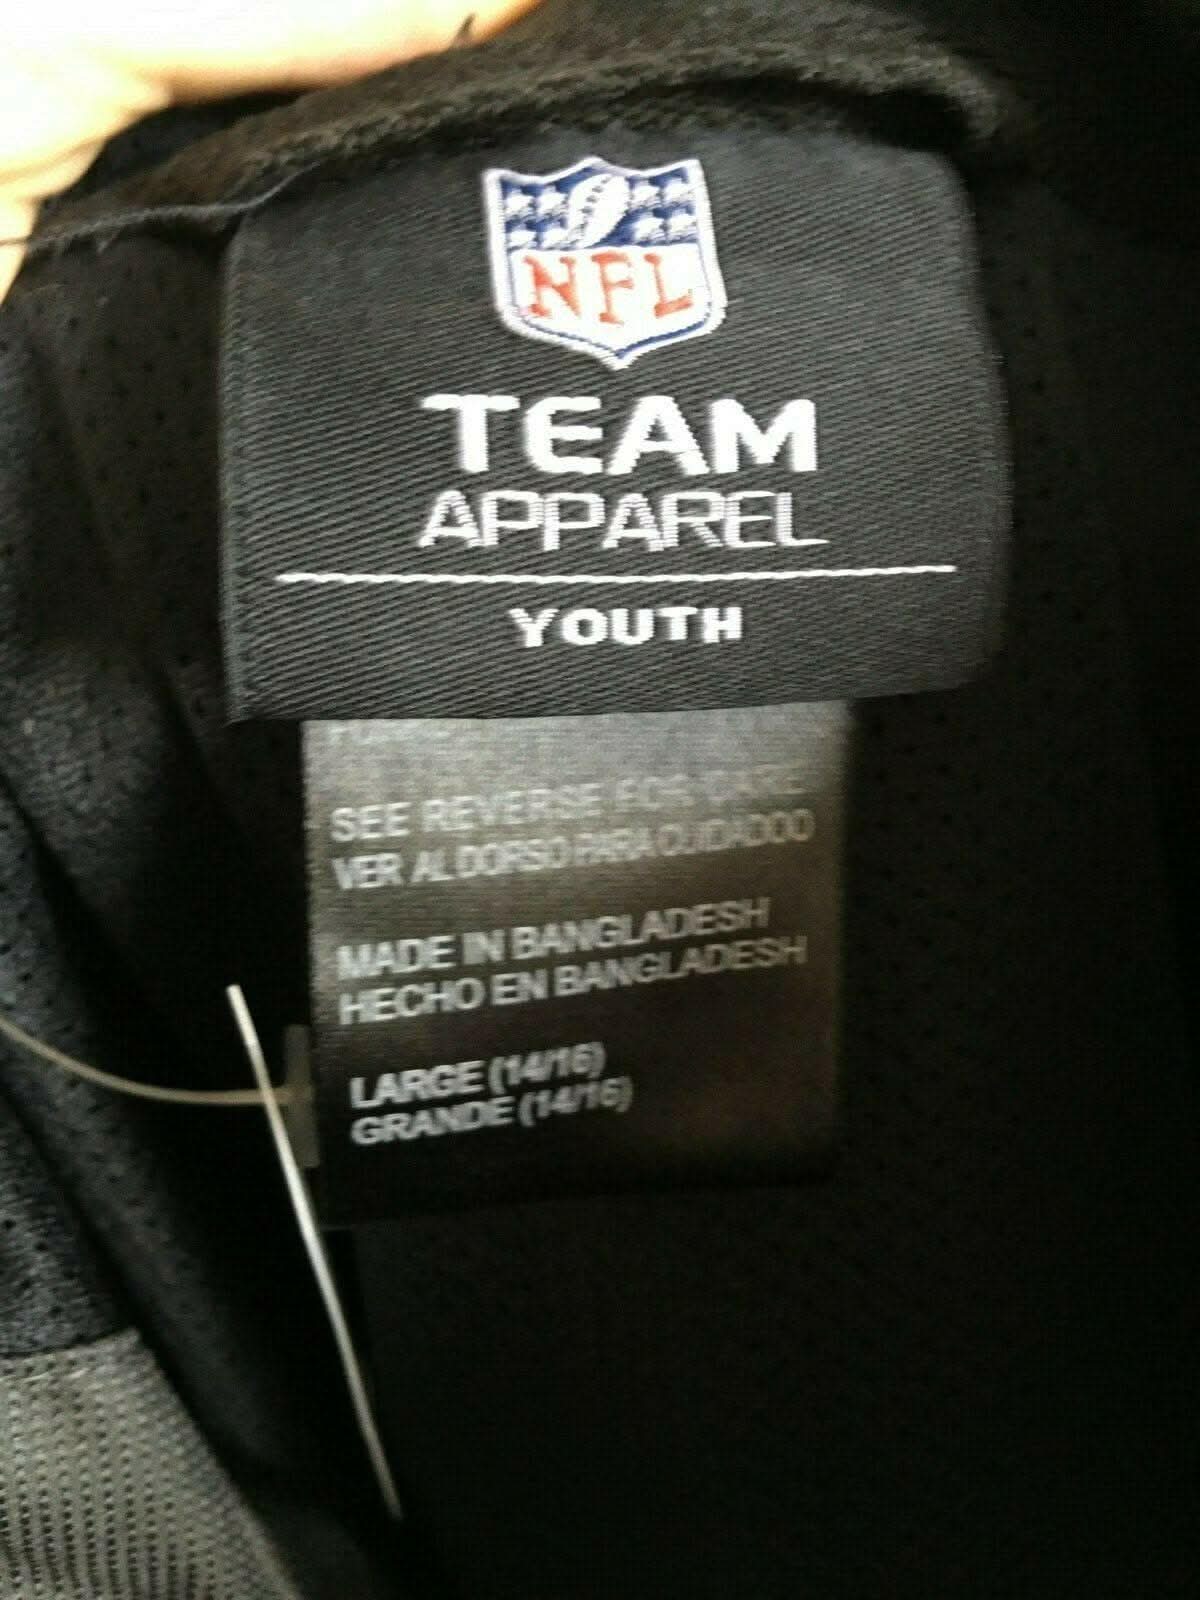 NFL
TEAM
APPAREL
YOUTH
SEE REVERSE FOR CARE
VER AL DORSO PARA CUIDADOO
MADE IN BANGLADESH
HECHO EN BANGLADESH
LARGE (14/16)
GRANDE (14/16)